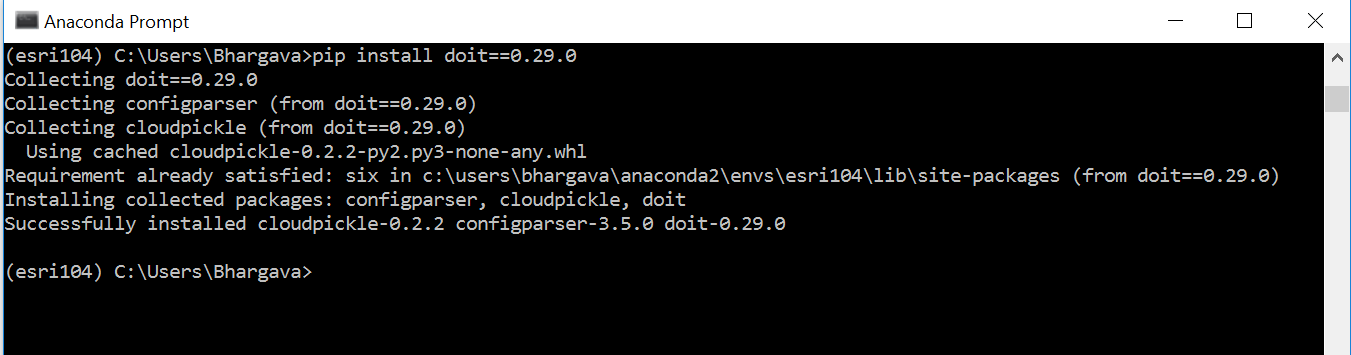 Anaconda Prompt
(esri104) C:\Users\Bhargava>pip install doit==0.29.0
Collecting doit==0.29.0
Collecting configparser (from doit==0.29.0)
Collecting cloudpickle (from doit==0.29.0)
  Using cached cloudpickle-0.2.2-py2.py3-none-any.whl
Requirement already satisfied: six in c:\users\bhargava\anaconda2\envs\esri104\lib\site-packages (from doit==0.29.0)
Installing collected packages: configparser, cloudpickle, doit
Successfully installed cloudpickle-0.2.2 configparser-3.5.0 doit-0.29.0
(esri104) C:\Users\Bhargava>